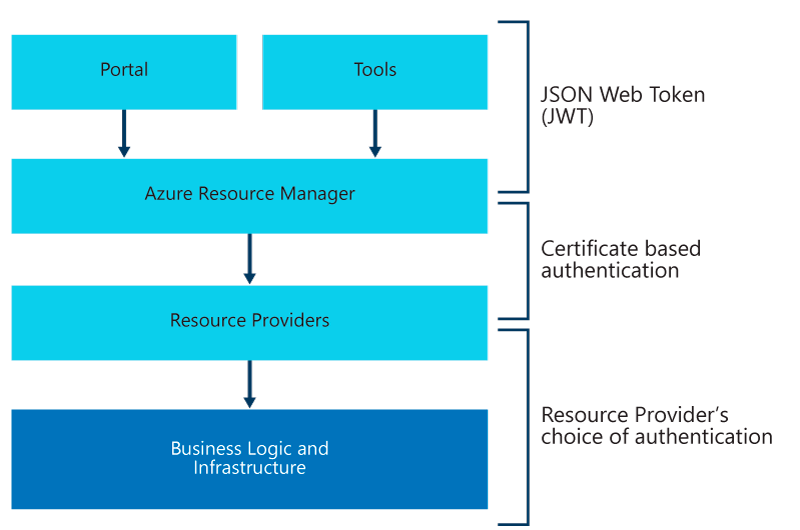 Portal
Tools
JSON Web Token
(JWT)
Azure Resource Manager
Certificate based
authentication
Resource Providers
Resource Provider’s
choice of authentication
Business Logic and
Infrastructure